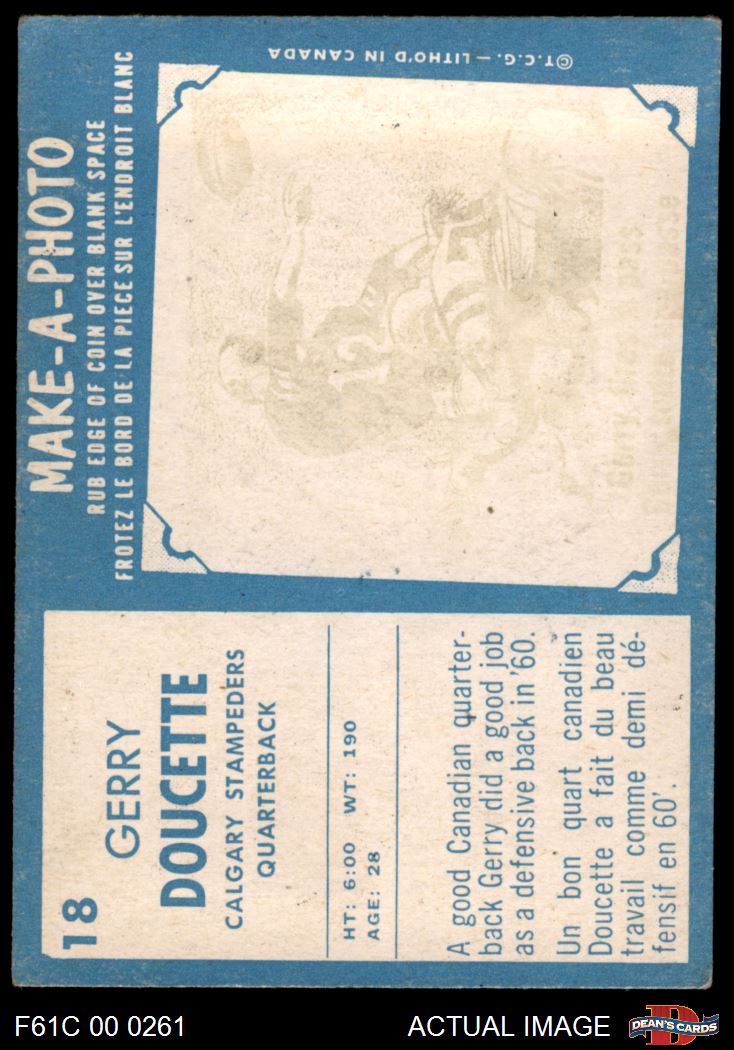 18
GERRY
DOUCETTE
CALGARY STAMPEDERS
QUARTERBACK
HT: 6:00 WT: 190
AGE: 28
A good Canadian quarter-
back Gerry did a good job
as a defensive back in '60.
Un bon quart canadien
Doucette a fait du beau
travail comme demi dé-
fensif en 60'.
MAKE-A-PHOTO
RUB EDGE OF COIN OVER BLANK SPACE
FROTEZ LE BORD DE LA PIECE SUR L'ENDROIT BLANC
12
©T.C.G.—LITHO'D IN CANADA
F61C 00 0261
ACTUAL IMAGE
D
DEAN'S CARDS